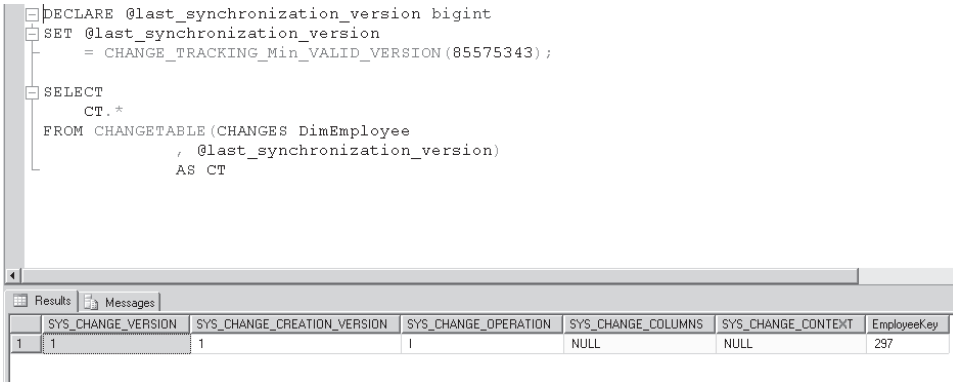 DECLARE @last_synchronization_version bigint
SET @last_synchronization_version
= CHANGE_TRACKING_Min_VALID_VERSION(85575343);
SELECT
CT.*
FROM CHANGETABLE(CHANGES DimEmployee
, @last_synchronization_version)
AS CT
Results Messages
SYS_CHANGE_VERSION SYS_CHANGE_CREATION_VERSION SYS_CHANGE_OPERATION SYS_CHANGE_COLUMNS SYS_CHANGE_CONTEXT EmployeeKey
1 1 1 I NULL NULL 297